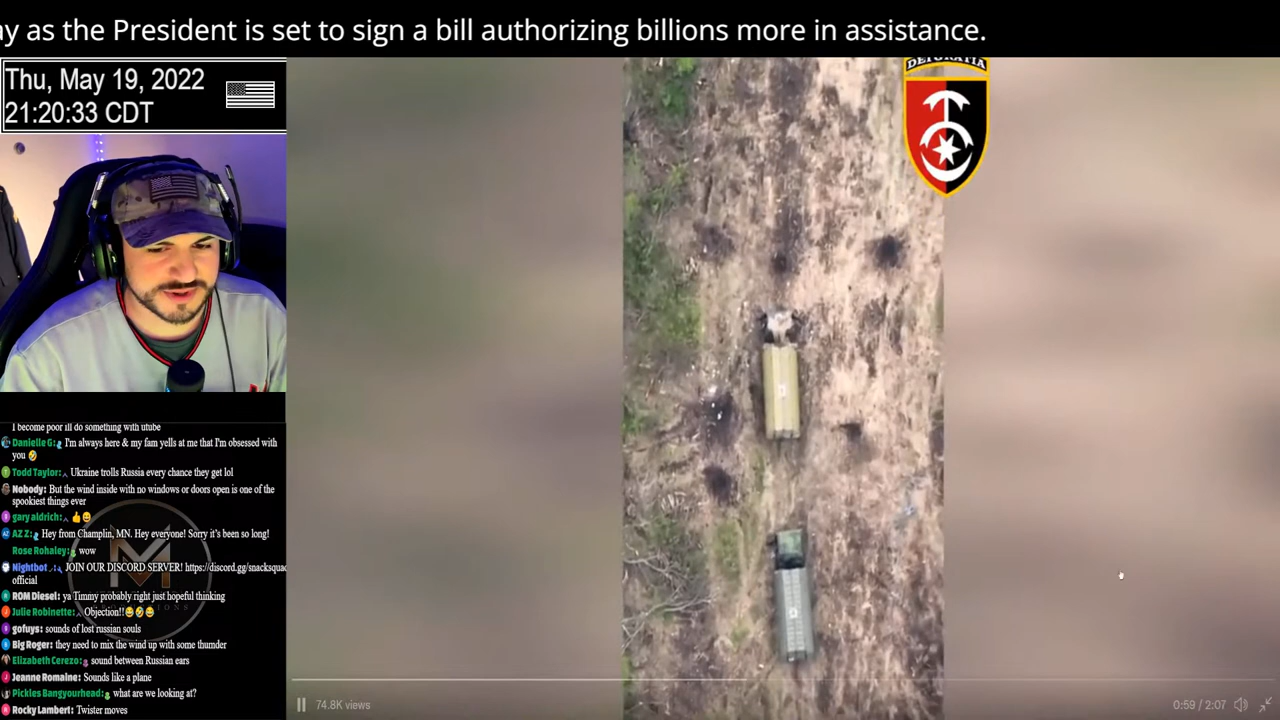 ay as the President is set to sign a bill authorizing billions more in assistance.
Thu, May 19, 2022
21:20:33 CDT
I become poor ill do something with utube
Danielle G: I'm always here & my fam yells at me that I'm obsessed with
you 🤣
Todd Taylor: Ukraine trolls Russia every chance they get lol
Nobody: But the wind inside with no windows or doors open is one of the
spookiest things ever
gary aldrich: 👍😄
AZ Z: Hey from Champlin, MN. Hey everyone! Sorry it's been so long!
Rose Rohaley: wow
Nightbot: JOIN OUR DISCORD SERVER! https://discord.gg/snacksquad
official
ROM Diesel: ya Timmy probably right just hopeful thinking
Julie Robinette: Objection!!😂🤣😂
gofuys: sounds of lost russian souls
Big Roger: they need to mix the wind up with some thunder
Elizabeth Cerezo: sound between Russian ears
Jeanne Romaine: Sounds like a plane
Pickles Bangyourhead: what are we looking at?
Rocky Lambert: Twister moves
74.8K views
0:59 / 2:07